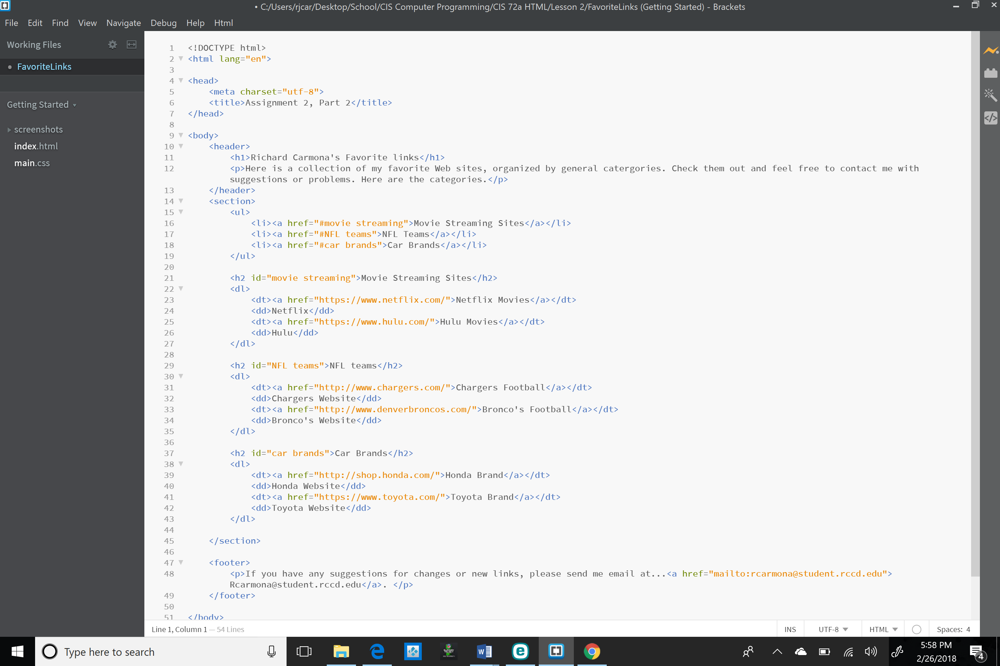 • C:/Users/rjcar/Desktop/School/CIS Computer Programming/CIS 72a HTML/Lesson 2/FavoriteLinks (Getting Started) - Brackets
File Edit Find View Navigate Debug Help Html
Working Files
• FavoriteLinks
Getting Started
screenshots
index.html
main.css
1 <!DOCTYPE html>
2 <html lang="en">
3
4 <head>
5     <meta charset="utf-8">
6     <title>Assignment 2, Part 2</title>
7 </head>
8
9 <body>
10     <header>
11         <h1>Richard Carmona's Favorite links</h1>
12         <p>Here is a collection of my favorite Web sites, organized by general catergories. Check them out and feel free to contact me with
suggestions or problems. Here are the categories.</p>
13     </header>
14     <section>
15         <ul>
16             <li><a href="#movie streaming">Movie Streaming Sites</a></li>
17             <li><a href="#NFL teams">NFL Teams</a></li>
18             <li><a href="#car brands">Car Brands</a></li>
19         </ul>
20
21         <h2 id="movie streaming">Movie Streaming Sites</h2>
22         <dl>
23             <dt><a href="https://www.netflix.com/">Netflix Movies</a></dt>
24             <dd>Netflix</dd>
25             <dt><a href="https://www.hulu.com/">Hulu Movies</a></dt>
26             <dd>Hulu</dd>
27         </dl>
28
29         <h2 id="NFL teams">NFL teams</h2>
30         <dl>
31             <dt><a href="http://www.chargers.com/">Chargers Football</a></dt>
32             <dd>Chargers Website</dd>
33             <dt><a href="http://www.denverbroncos.com/">Bronco's Football</a></dt>
34             <dd>Bronco's Website</dd>
35         </dl>
36
37         <h2 id="car brands">Car Brands</h2>
38         <dl>
39             <dt><a href="http://shop.honda.com/">Honda Brand</a></dt>
40             <dd>Honda Website</dd>
41             <dt><a href="https://www.toyota.com/">Toyota Brand</a></dt>
42             <dd>Toyota Website</dd>
43         </dl>
44
45     </section>
46
47     <footer>
48         <p>If you have any suggestions for changes or new links, please send me email at...<a href="mailto:rcarmona@student.rccd.edu">
Rcarmona@student.rccd.edu</a>. </p>
49     </footer>
50
51 </body>
Line 1, Column 1 — 54 Lines
INS UTF-8 HTML Spaces: 4
Type here to search
5:58 PM
2/26/2018
4